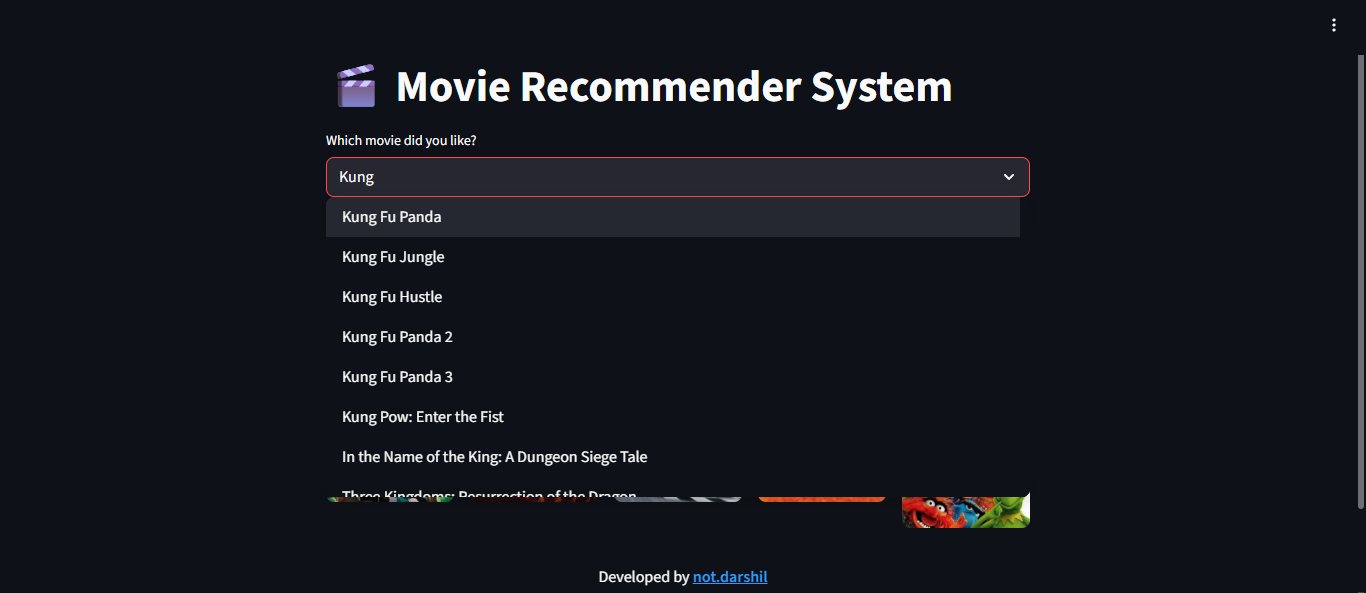 Movie Recommender System
Which movie did you like?
Kung
Kung Fu Panda
Kung Fu Jungle
Kung Fu Hustle
Kung Fu Panda 2
Kung Fu Panda 3
Kung Pow: Enter the Fist
In the Name of the King: A Dungeon Siege Tale
Three Kingdoms: Resurrection of the Dragon
Developed by not.darshil